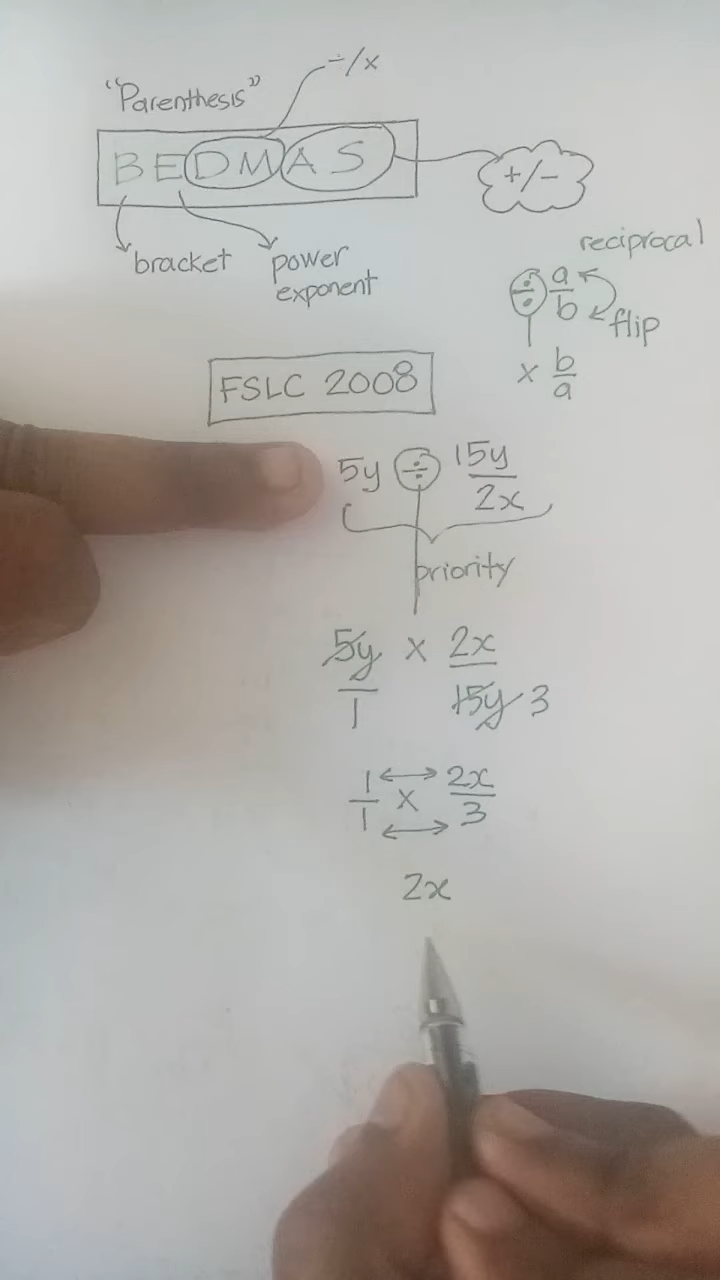 ÷/x
"Parenthesis"
BEDMAS
+/-
bracket
power
exponent
reciprocal
÷ a/b
flip
x b/a
FSLC 2008
5y ÷ 15y/2x
priority
5y/1 x 2x/15y 3
1/1 x 2x/3
2x